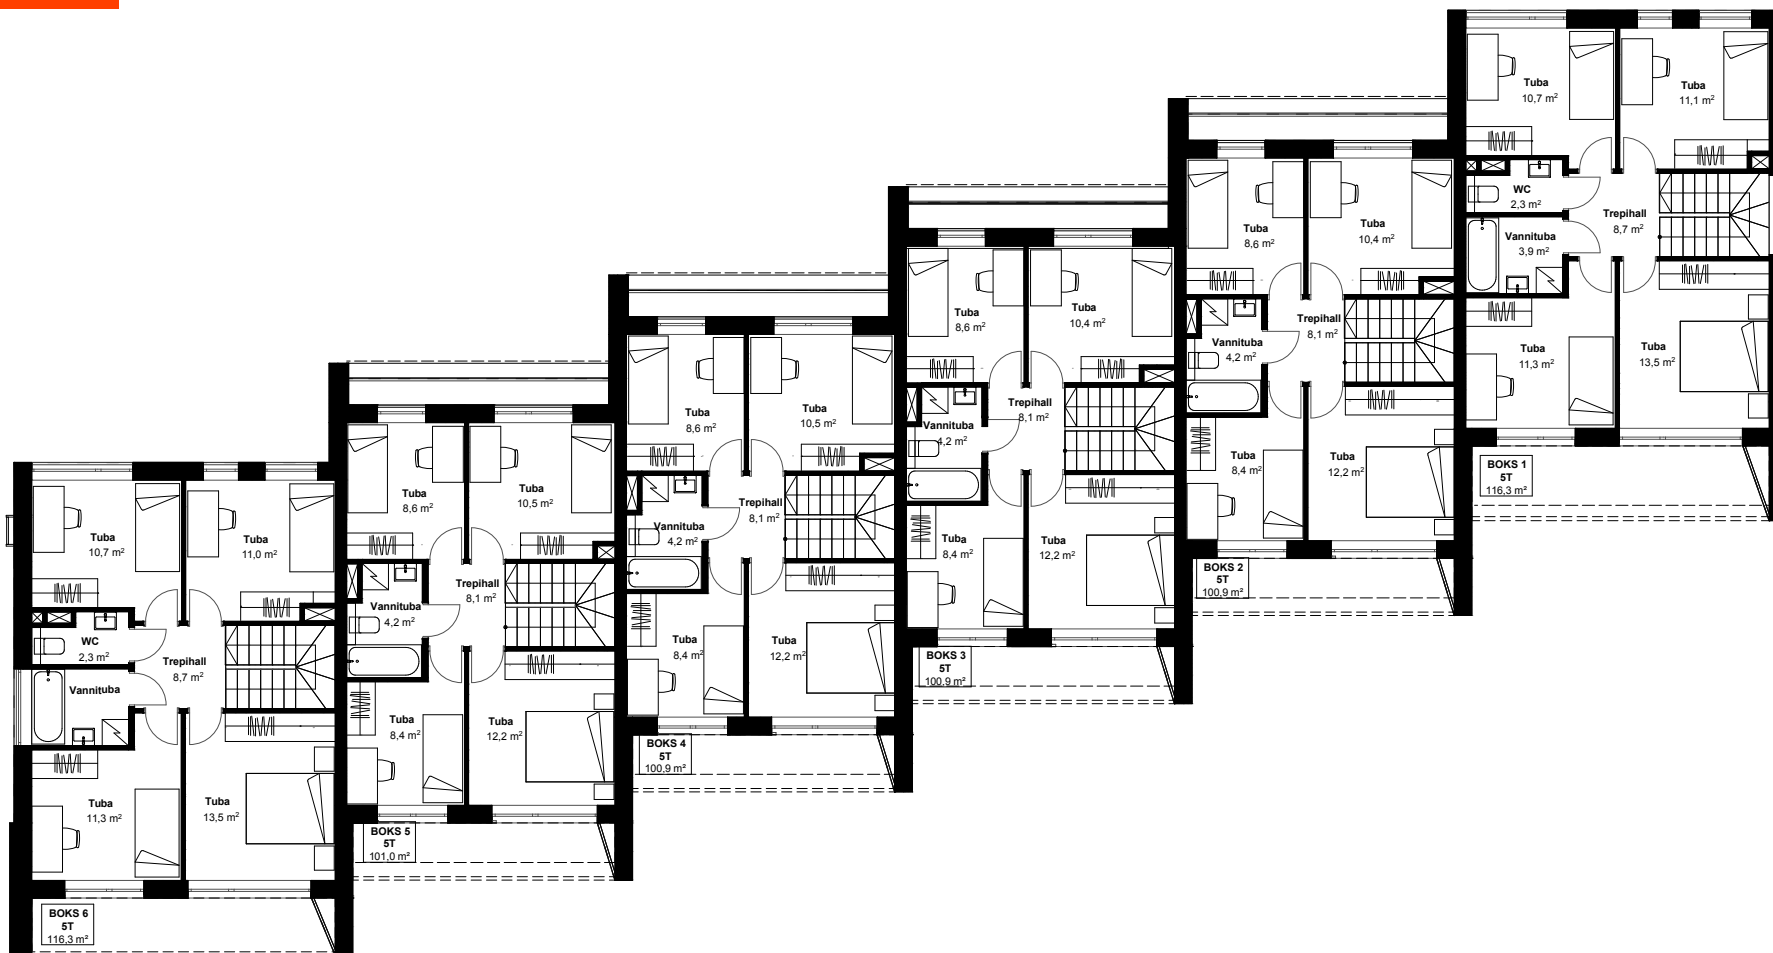 Tuba
10,7 m²
Tuba
11,1 m²
WC
2,3 m²
Trepihall
8,7 m²
Vannituba
3,9 m²
Tuba
11,3 m²
Tuba
13,5 m²
BOKS 1
5T
116,3 m²
Tuba
8,6 m²
Tuba
10,4 m²
Trepihall
8,1 m²
Vannituba
4,2 m²
Tuba
8,4 m²
Tuba
12,2 m²
BOKS 2
5T
100,9 m²
Tuba
8,6 m²
Tuba
10,4 m²
Trepihall
8,1 m²
Vannituba
4,2 m²
Tuba
8,4 m²
Tuba
12,2 m²
BOKS 3
5T
100,9 m²
Tuba
8,6 m²
Tuba
10,5 m²
Trepihall
8,1 m²
Vannituba
4,2 m²
Tuba
8,4 m²
Tuba
12,2 m²
BOKS 4
5T
100,9 m²
Tuba
8,6 m²
Tuba
10,5 m²
Trepihall
8,1 m²
Vannituba
4,2 m²
Tuba
8,4 m²
Tuba
12,2 m²
BOKS 5
5T
101,0 m²
Tuba
10,7 m²
Tuba
11,0 m²
WC
2,3 m²
Trepihall
8,7 m²
Vannituba
Tuba
11,3 m²
Tuba
13,5 m²
BOKS 6
5T
116,3 m²